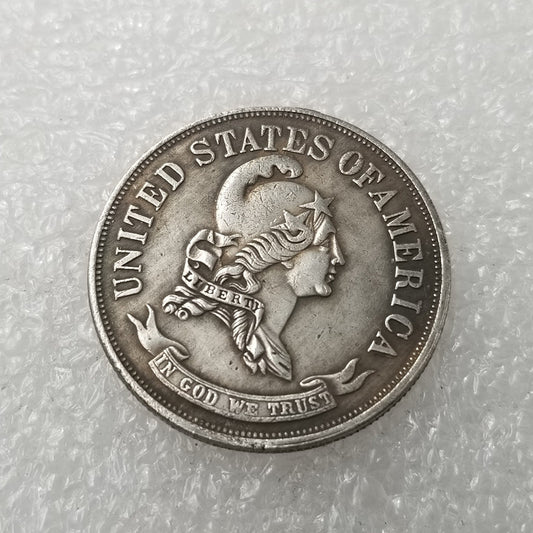 UNITED STATES OF AMERICA
LIBERTY
IN GOD WE TRUST